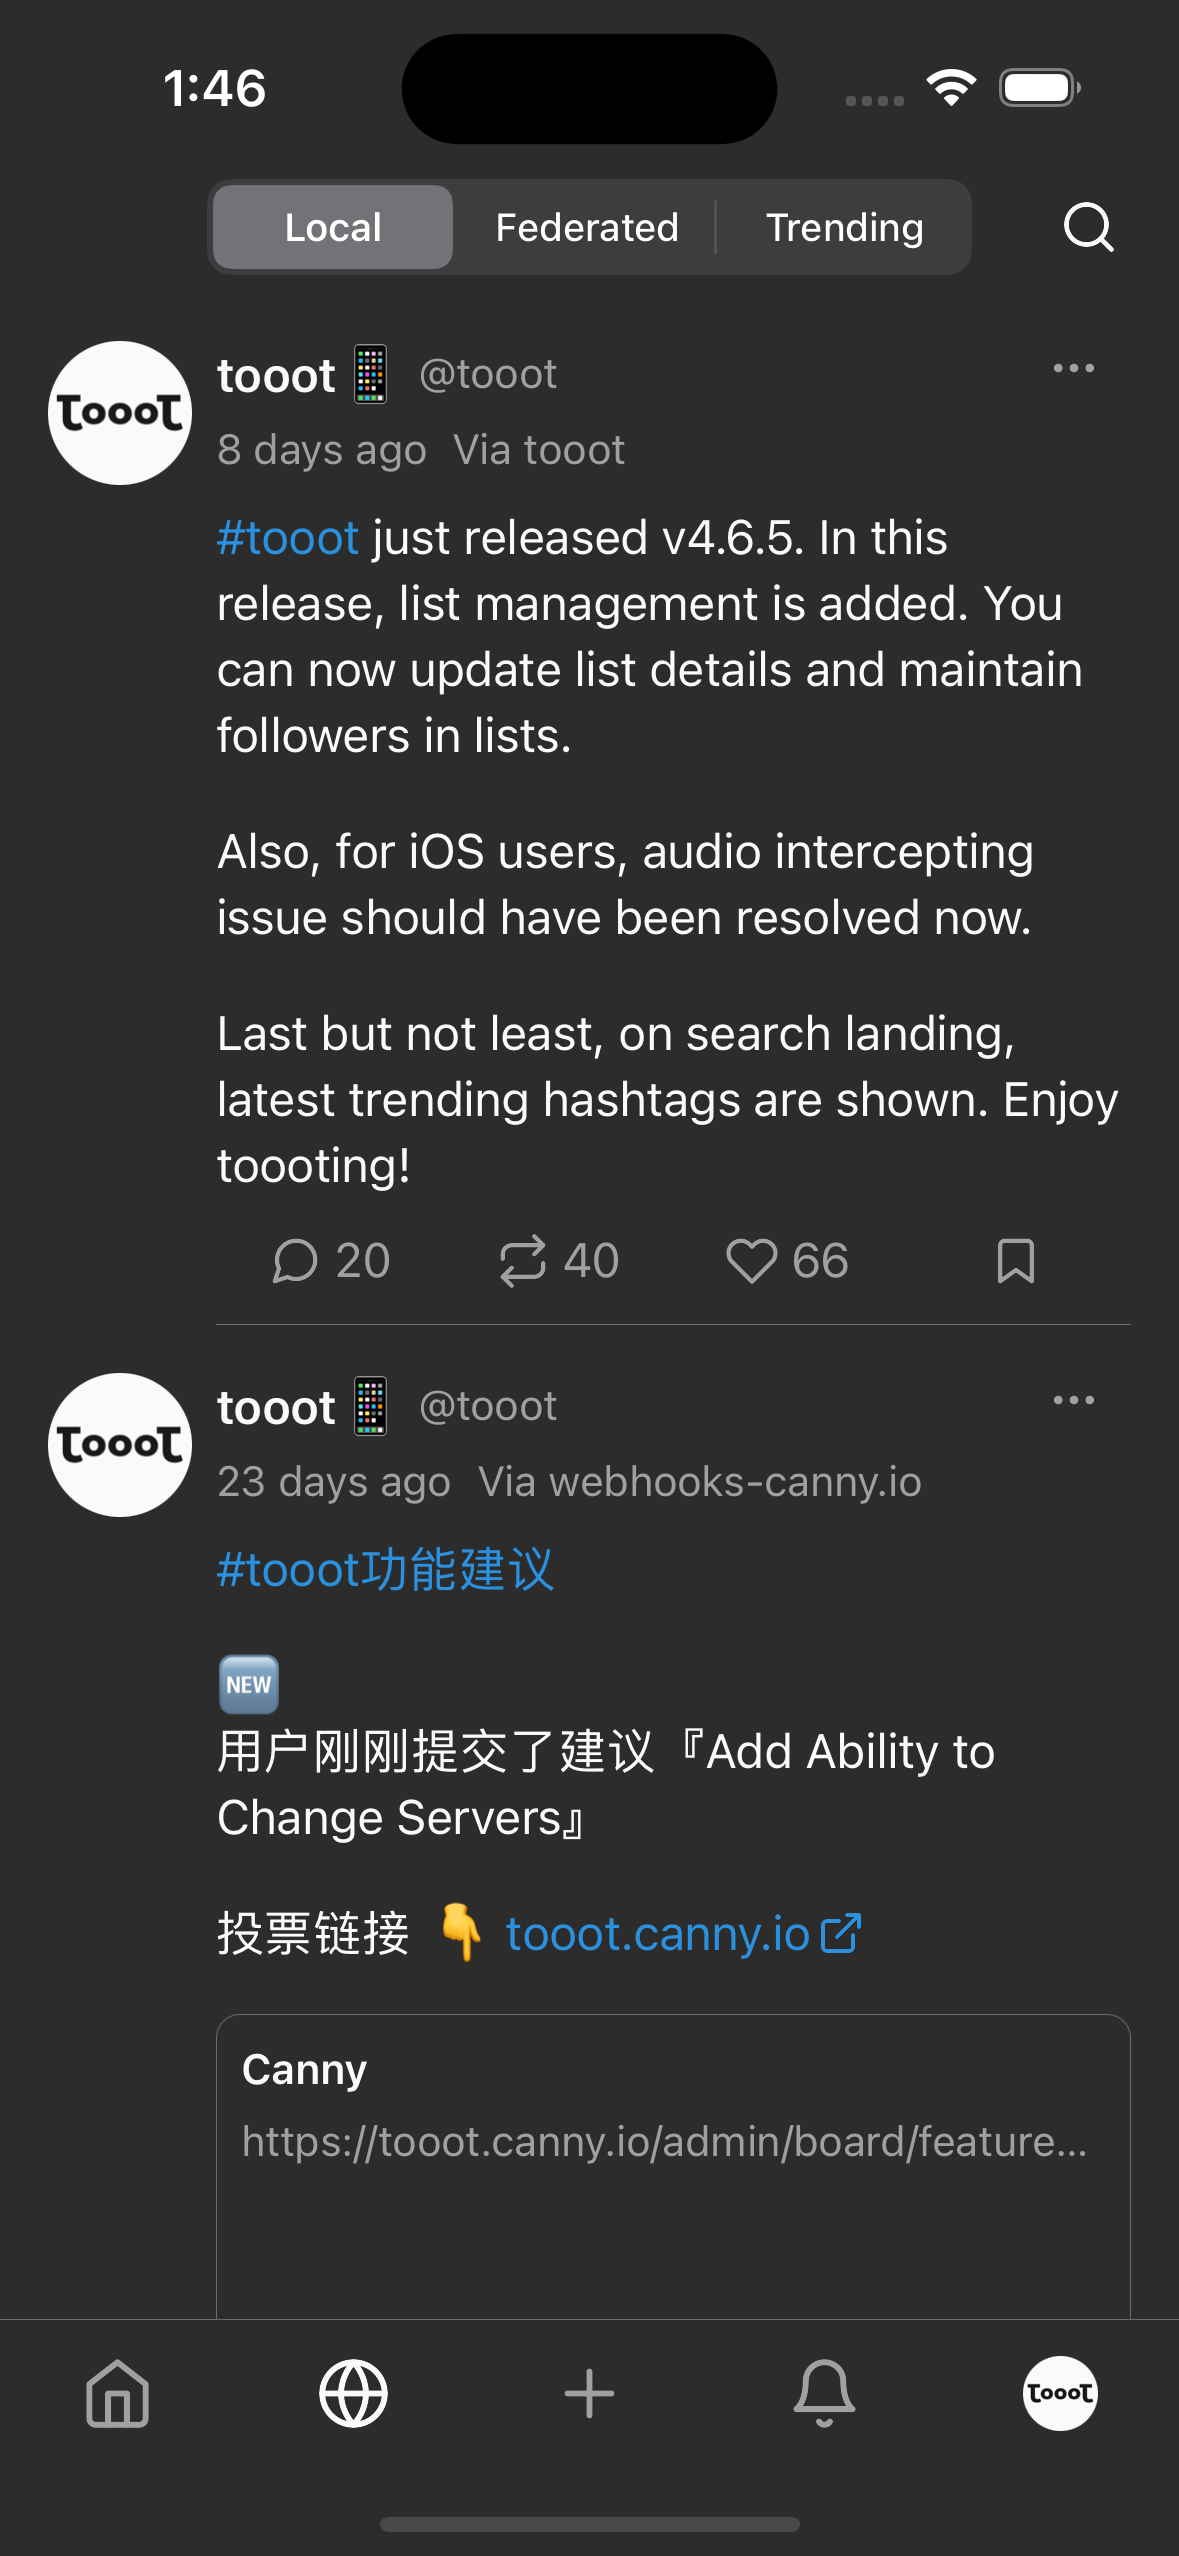 1:46
Local Federated Trending
tooot📱 @tooot
8 days ago Via tooot
#tooot just released v4.6.5. In this
release, list management is added. You
can now update list details and maintain
followers in lists.
Also, for iOS users, audio intercepting
issue should have been resolved now.
Last but not least, on search landing,
latest trending hashtags are shown. Enjoy
toooting!
20 40 66
tooot📱 @tooot
23 days ago Via webhooks-canny.io
#tooot功能建议
NEW
用户刚刚提交了建议『Add Ability to
Change Servers』
投票链接 👇 tooot.canny.io
Canny
https://tooot.canny.io/admin/board/feature...
tooot